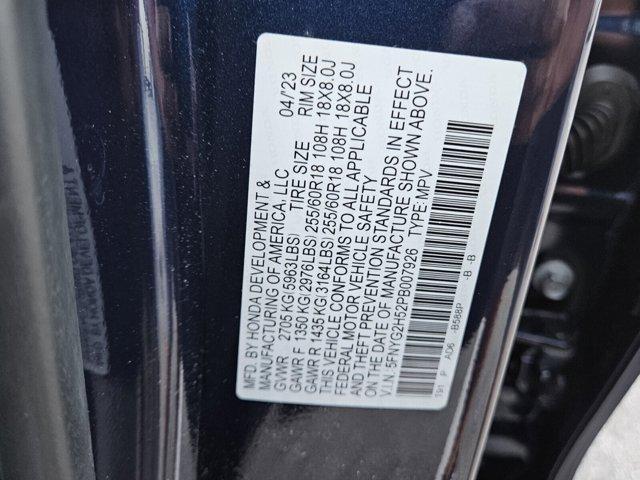 MFD. BY HONDA DEVELOPMENT &
MANUFACTURING OF AMERICA, LLC 04/'23
GVWR 2705 KG(5963LBS) TIRE SIZE RIM SIZE
GAWR F 1350 KG(2976LBS) 255/60R18 108H 18X8.0J
GAWR R 1435 KG(3164LBS) 255/60R18 108H 18X8.0J
THIS VEHICLE CONFORMS TO ALL APPLICABLE
FEDERAL MOTOR VEHICLE SAFETY
AND THEFT PREVENTION STANDARDS IN EFFECT
ON THE DATE OF MANUFACTURE SHOWN ABOVE.
V.I.N.: 5FNYG2H52PB007926 TYPE: MPV
T91 P AD6 -B588P -B -B